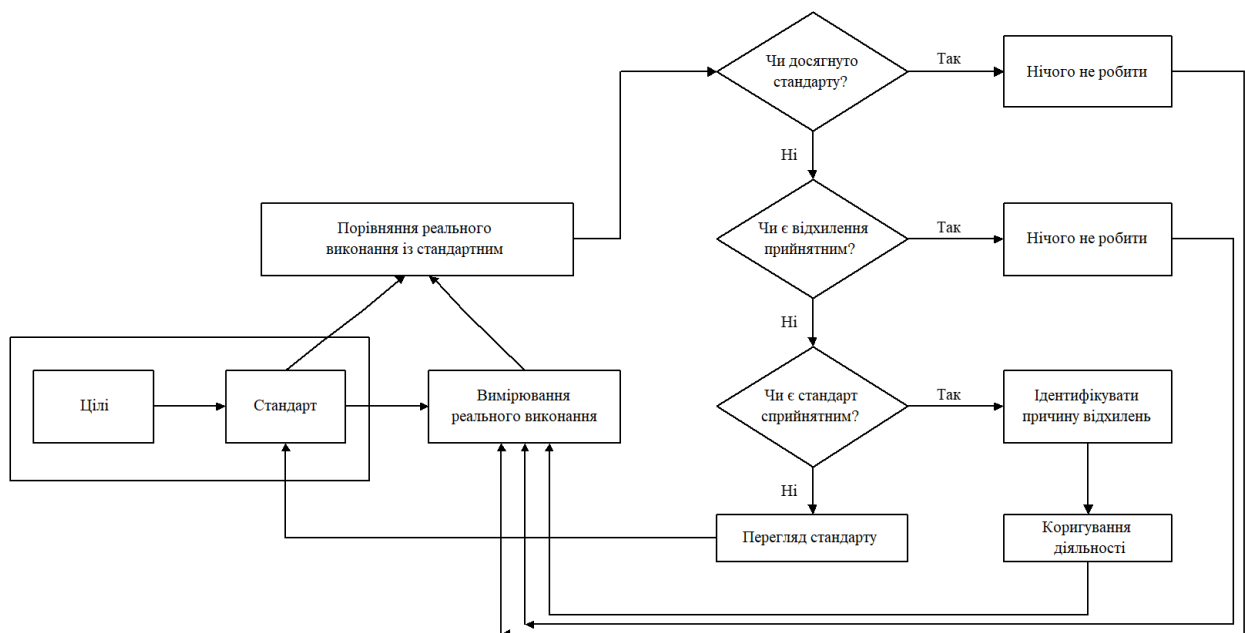 Чи досягнуто
стандарту?
Так
Нічого не робити
Ні
Порівняня реального
виконання із стандартним
Чи є відхилення
прийнятним?
Так
Нічого не робити
Ні
Цілі
Стандарт
Вимірювання
реального виконання
Чи є стандарт
сприйнятним?
Так
Ідентифікувати
причину відхилень
Ні
Перегляд стандарту
Коригування
діяльності